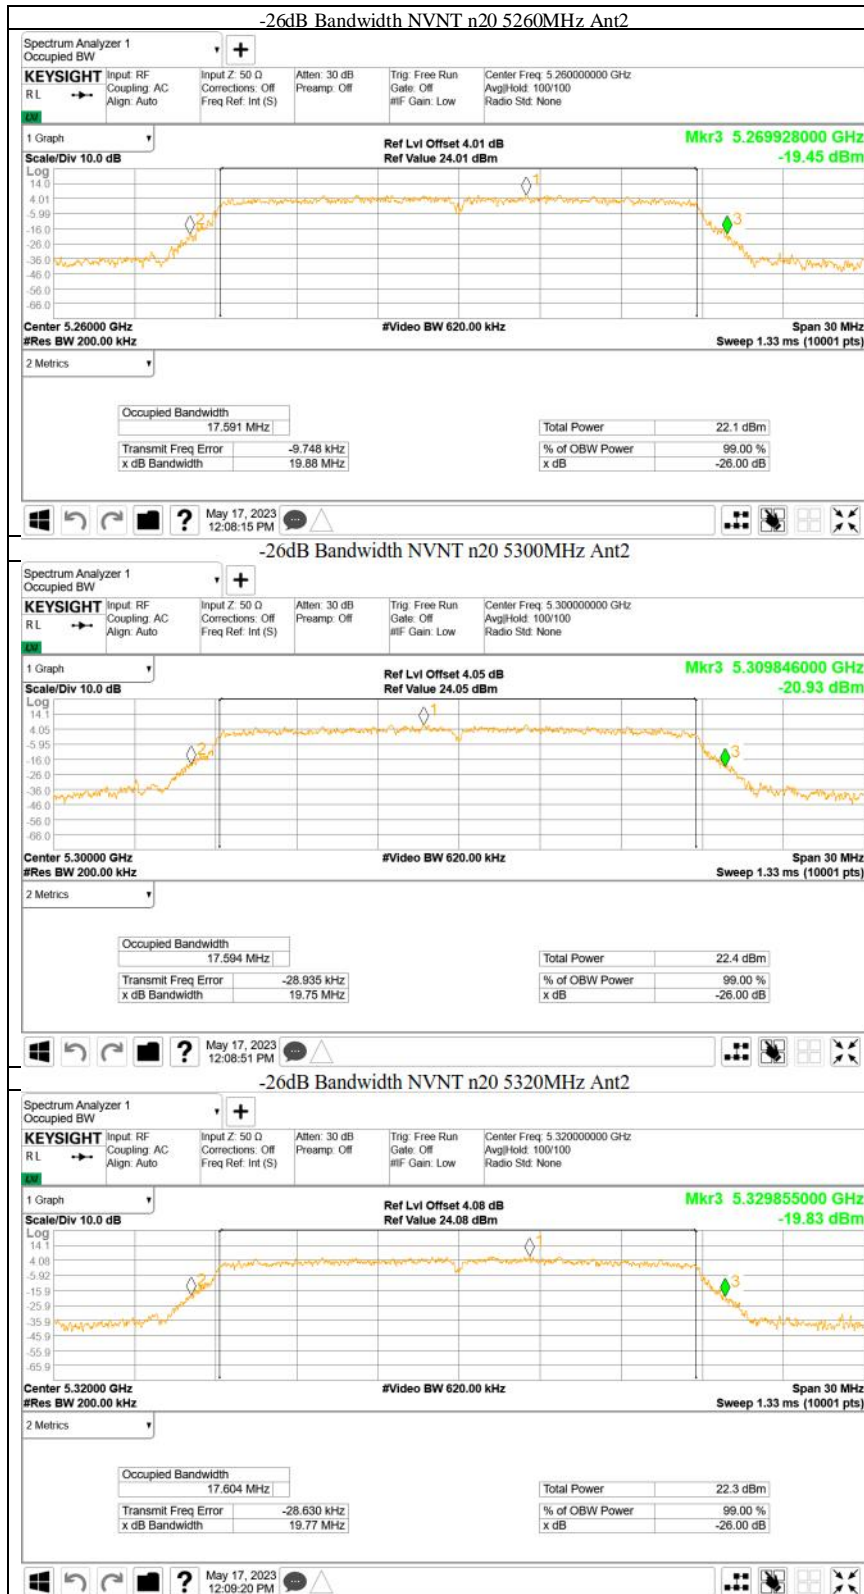 -26dB Bandwidth NVNT n20 5260MHz Ant2
Spectrum Analyzer 1
Occupied BW
KEYSIGHT Input: RF Input Z: 50 Ω Atten: 30 dB Trig: Free Run Center Freq: 5.260000000 GHz
RL Coupling: AC Corrections: Off Preamp: Off Gate: Off Avg|Hold: 100/100
Align: Auto Freq Ref: Int (S) #IF Gain: Low Radio Std: None
1 Graph
Ref Lvl Offset 4.01 dB Mkr3 5.269928000 GHz
Scale/Div 10.0 dB Ref Value 24.01 dBm -19.45 dBm
Log
14.0
1
4.01
-5.99
2 3
-16.0
-26.0
-36.0
-46.0
-56.0
-66.0
Center 5.26000 GHz #Video BW 620.00 kHz Span 30 MHz
#Res BW 200.00 kHz Sweep 1.33 ms (10001 pts)
2 Metrics
Occupied Bandwidth
17.591 MHz Total Power 22.1 dBm
Transmit Freq Error -9.748 kHz % of OBW Power 99.00 %
x dB Bandwidth 19.88 MHz x dB -26.00 dB
May 17, 2023
12:08:15 PM
-26dB Bandwidth NVNT n20 5300MHz Ant2
Spectrum Analyzer 1
Occupied BW
KEYSIGHT Input: RF Input Z: 50 Ω Atten: 30 dB Trig: Free Run Center Freq: 5.300000000 GHz
RL Coupling: AC Corrections: Off Preamp: Off Gate: Off Avg|Hold: 100/100
Align: Auto Freq Ref: Int (S) #IF Gain: Low Radio Std: None
1 Graph
Ref Lvl Offset 4.05 dB Mkr3 5.309846000 GHz
Scale/Div 10.0 dB Ref Value 24.05 dBm -20.93 dBm
Log
14.1
1
4.05
-5.95
2 3
-16.0
-26.0
-36.0
-46.0
-56.0
-66.0
Center 5.30000 GHz #Video BW 620.00 kHz Span 30 MHz
#Res BW 200.00 kHz Sweep 1.33 ms (10001 pts)
2 Metrics
Occupied Bandwidth
17.594 MHz Total Power 22.4 dBm
Transmit Freq Error -28.935 kHz % of OBW Power 99.00 %
x dB Bandwidth 19.75 MHz x dB -26.00 dB
May 17, 2023
12:08:51 PM
-26dB Bandwidth NVNT n20 5320MHz Ant2
Spectrum Analyzer 1
Occupied BW
KEYSIGHT Input: RF Input Z: 50 Ω Atten: 30 dB Trig: Free Run Center Freq: 5.320000000 GHz
RL Coupling: AC Corrections: Off Preamp: Off Gate: Off Avg|Hold: 100/100
Align: Auto Freq Ref: Int (S) #IF Gain: Low Radio Std: None
1 Graph
Ref Lvl Offset 4.08 dB Mkr3 5.329855000 GHz
Scale/Div 10.0 dB Ref Value 24.08 dBm -19.83 dBm
Log
14.1
1
4.08
-5.92
2 3
-15.9
-25.9
-35.9
-45.9
-55.9
-65.9
Center 5.32000 GHz #Video BW 620.00 kHz Span 30 MHz
#Res BW 200.00 kHz Sweep 1.33 ms (10001 pts)
2 Metrics
Occupied Bandwidth
17.604 MHz Total Power 22.3 dBm
Transmit Freq Error -28.630 kHz % of OBW Power 99.00 %
x dB Bandwidth 19.77 MHz x dB -26.00 dB
May 17, 2023
12:09:20 PM